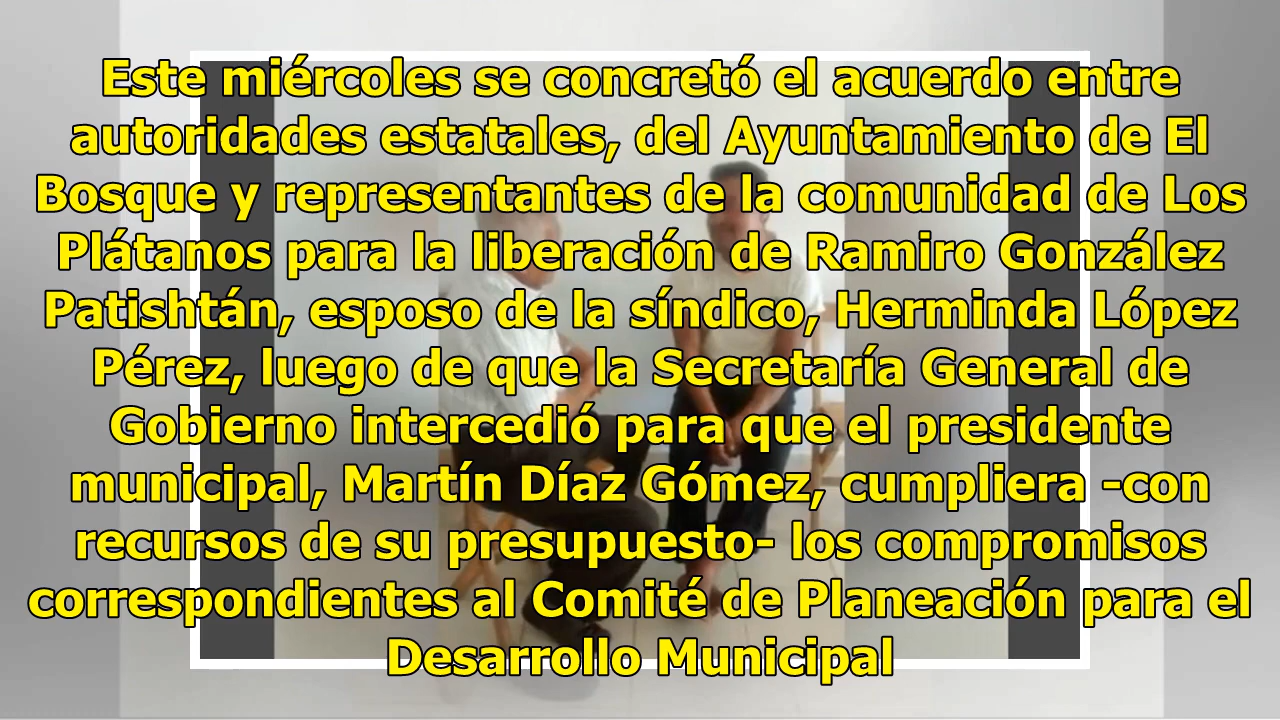 Este miércoles se concretó el acuerdo entre
autoridades estatales, del Ayuntamiento de El
Bosque y representantes de la comunidad de Los
Plátanos para la liberación de Ramiro González
Patishtán, esposo de la síndico, Herminda López
Pérez, luego de que la Secretaría General de
Gobierno intercedió para que el presidente
municipal, Martín Díaz Gómez, cumpliera -con
recursos de su presupuesto- los compromisos
correspondientes al Comité de Planeación para el
Desarrollo Municipal